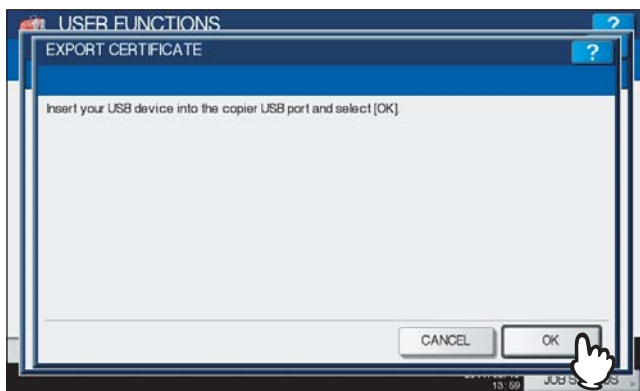 USER FUNCTIONS
?
EXPORT CERTIFICATE
?
Insert your USB device into the copier USB port and select [OK]
CANCEL
OK
13:59